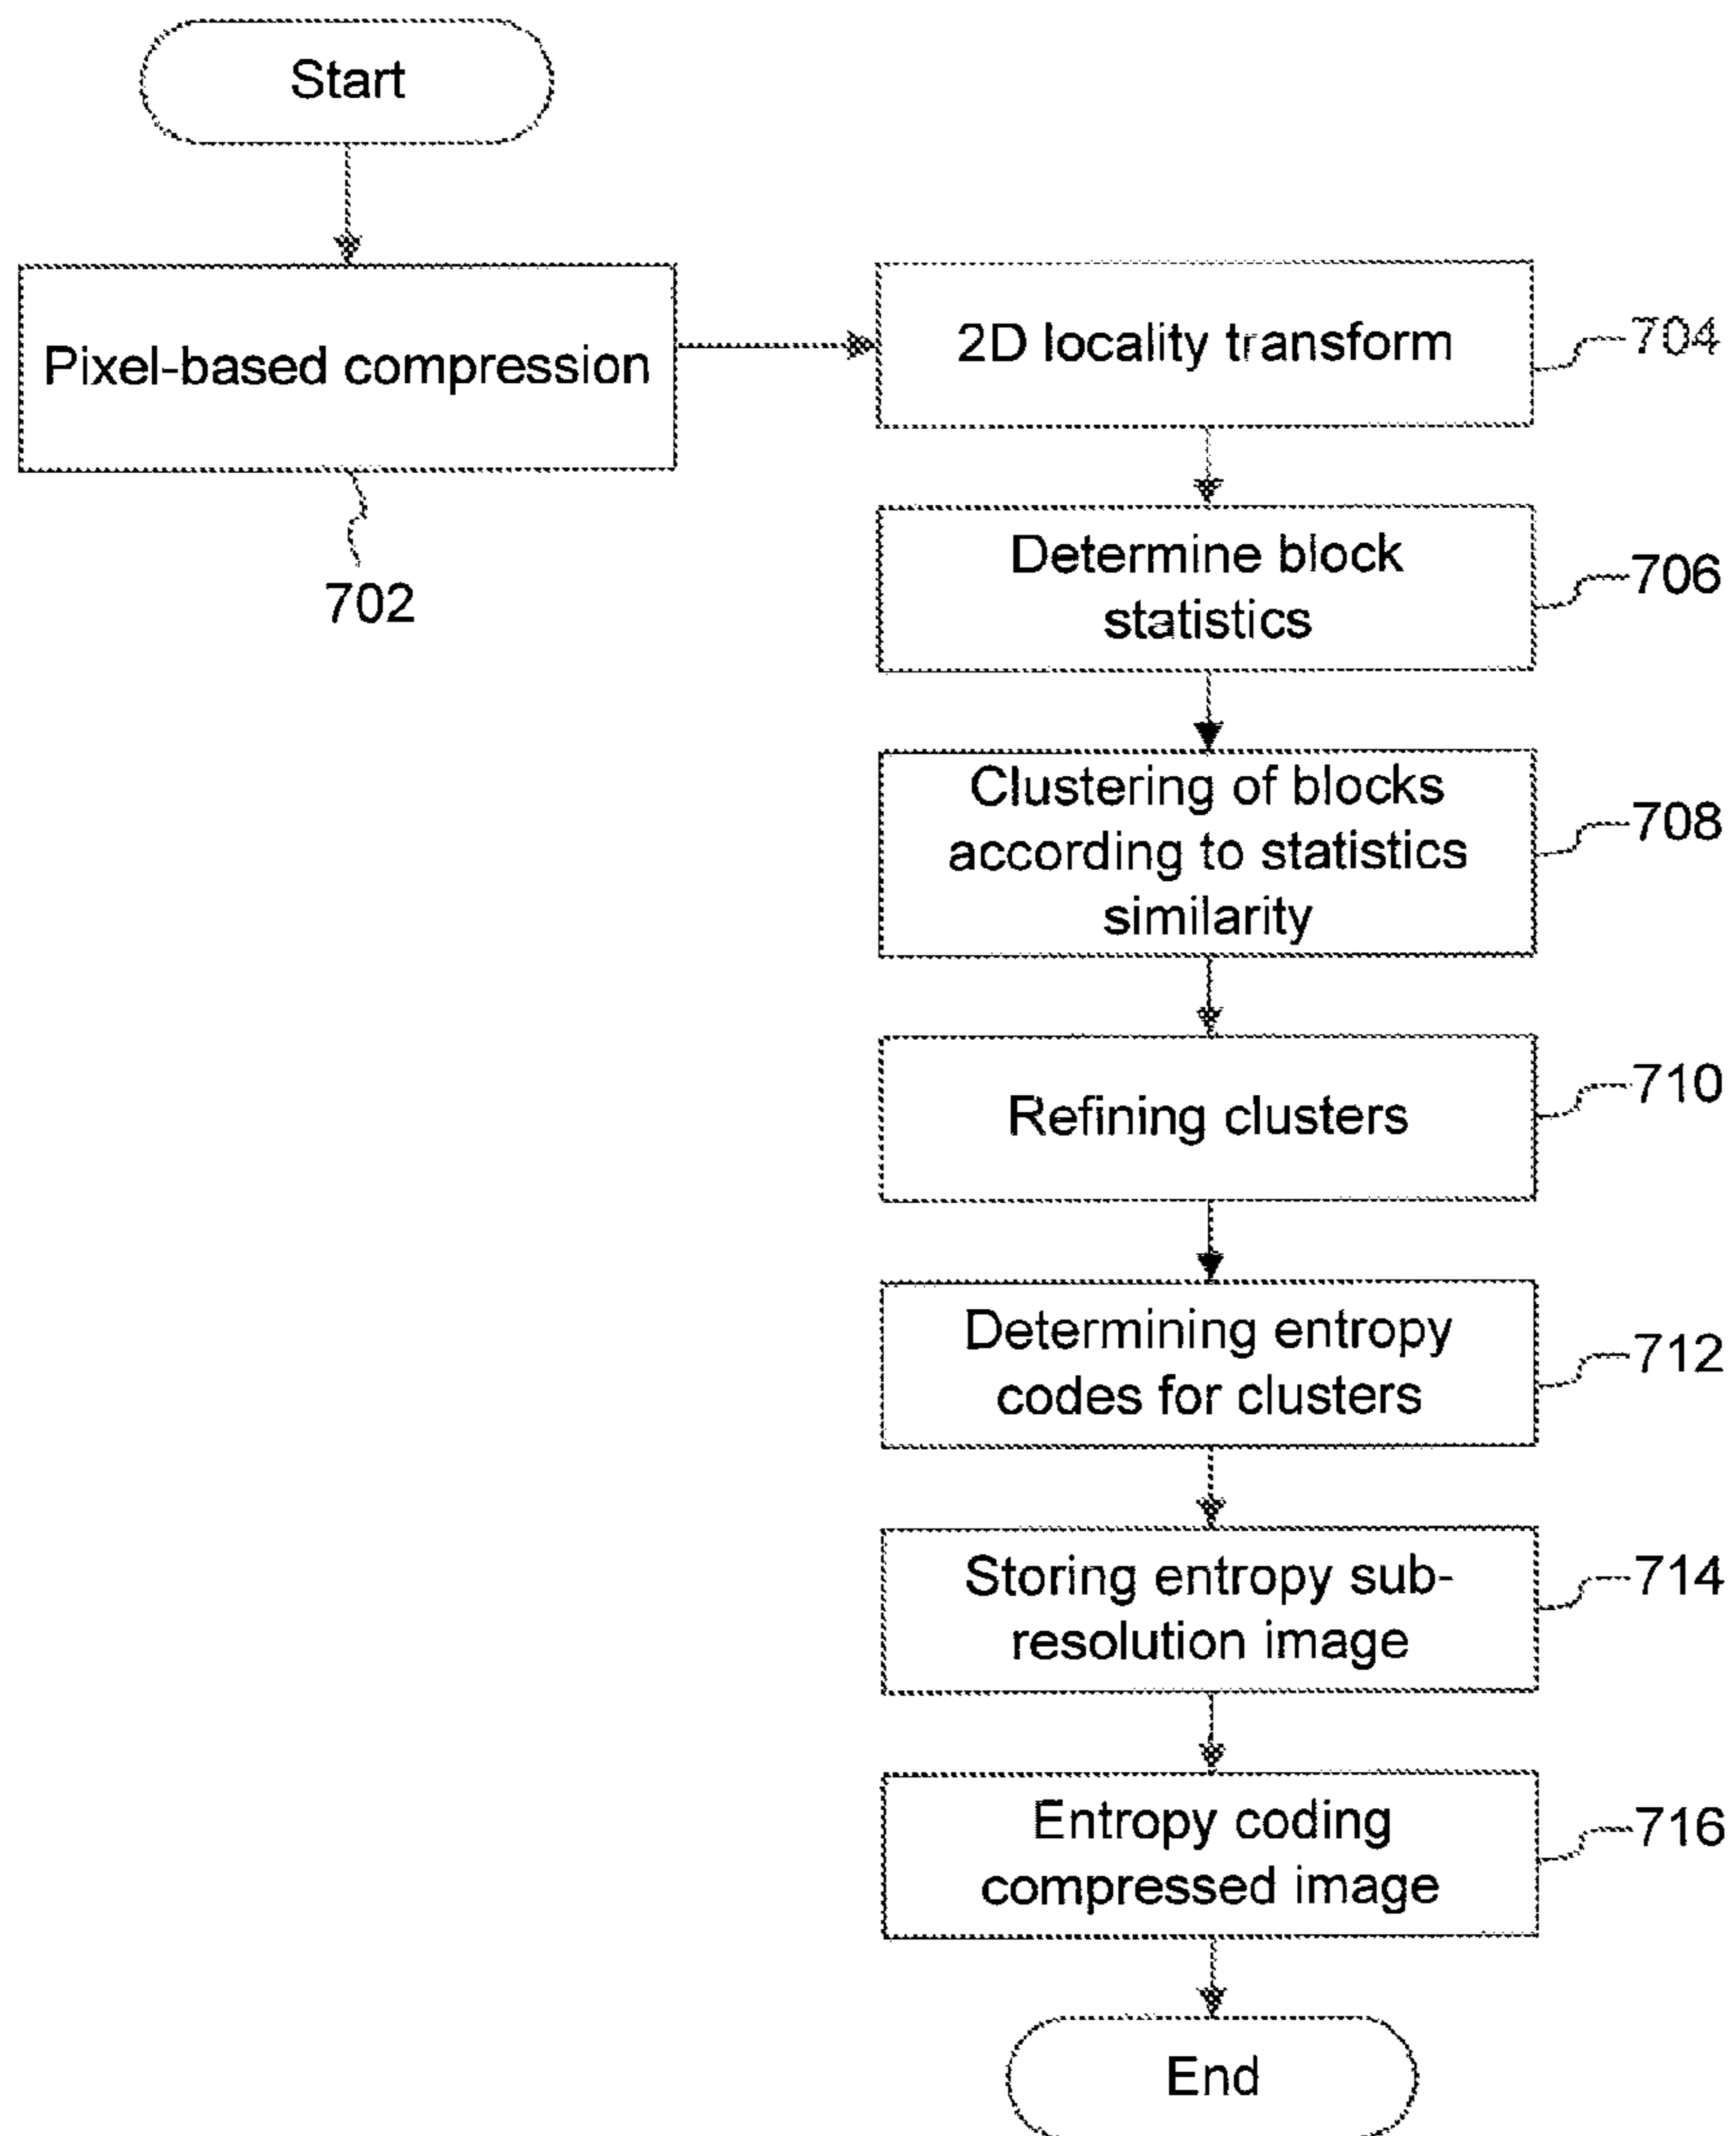 Start
Pixel-based compression
702
2D locality transform
704
Determine block
statistics
706
Clustering of blocks
according to statistics
similarity
708
Refining clusters
710
Determining entropy
codes for clusters
712
Storing entropy sub-
resolution image
714
Entropy coding
compressed image
716
End